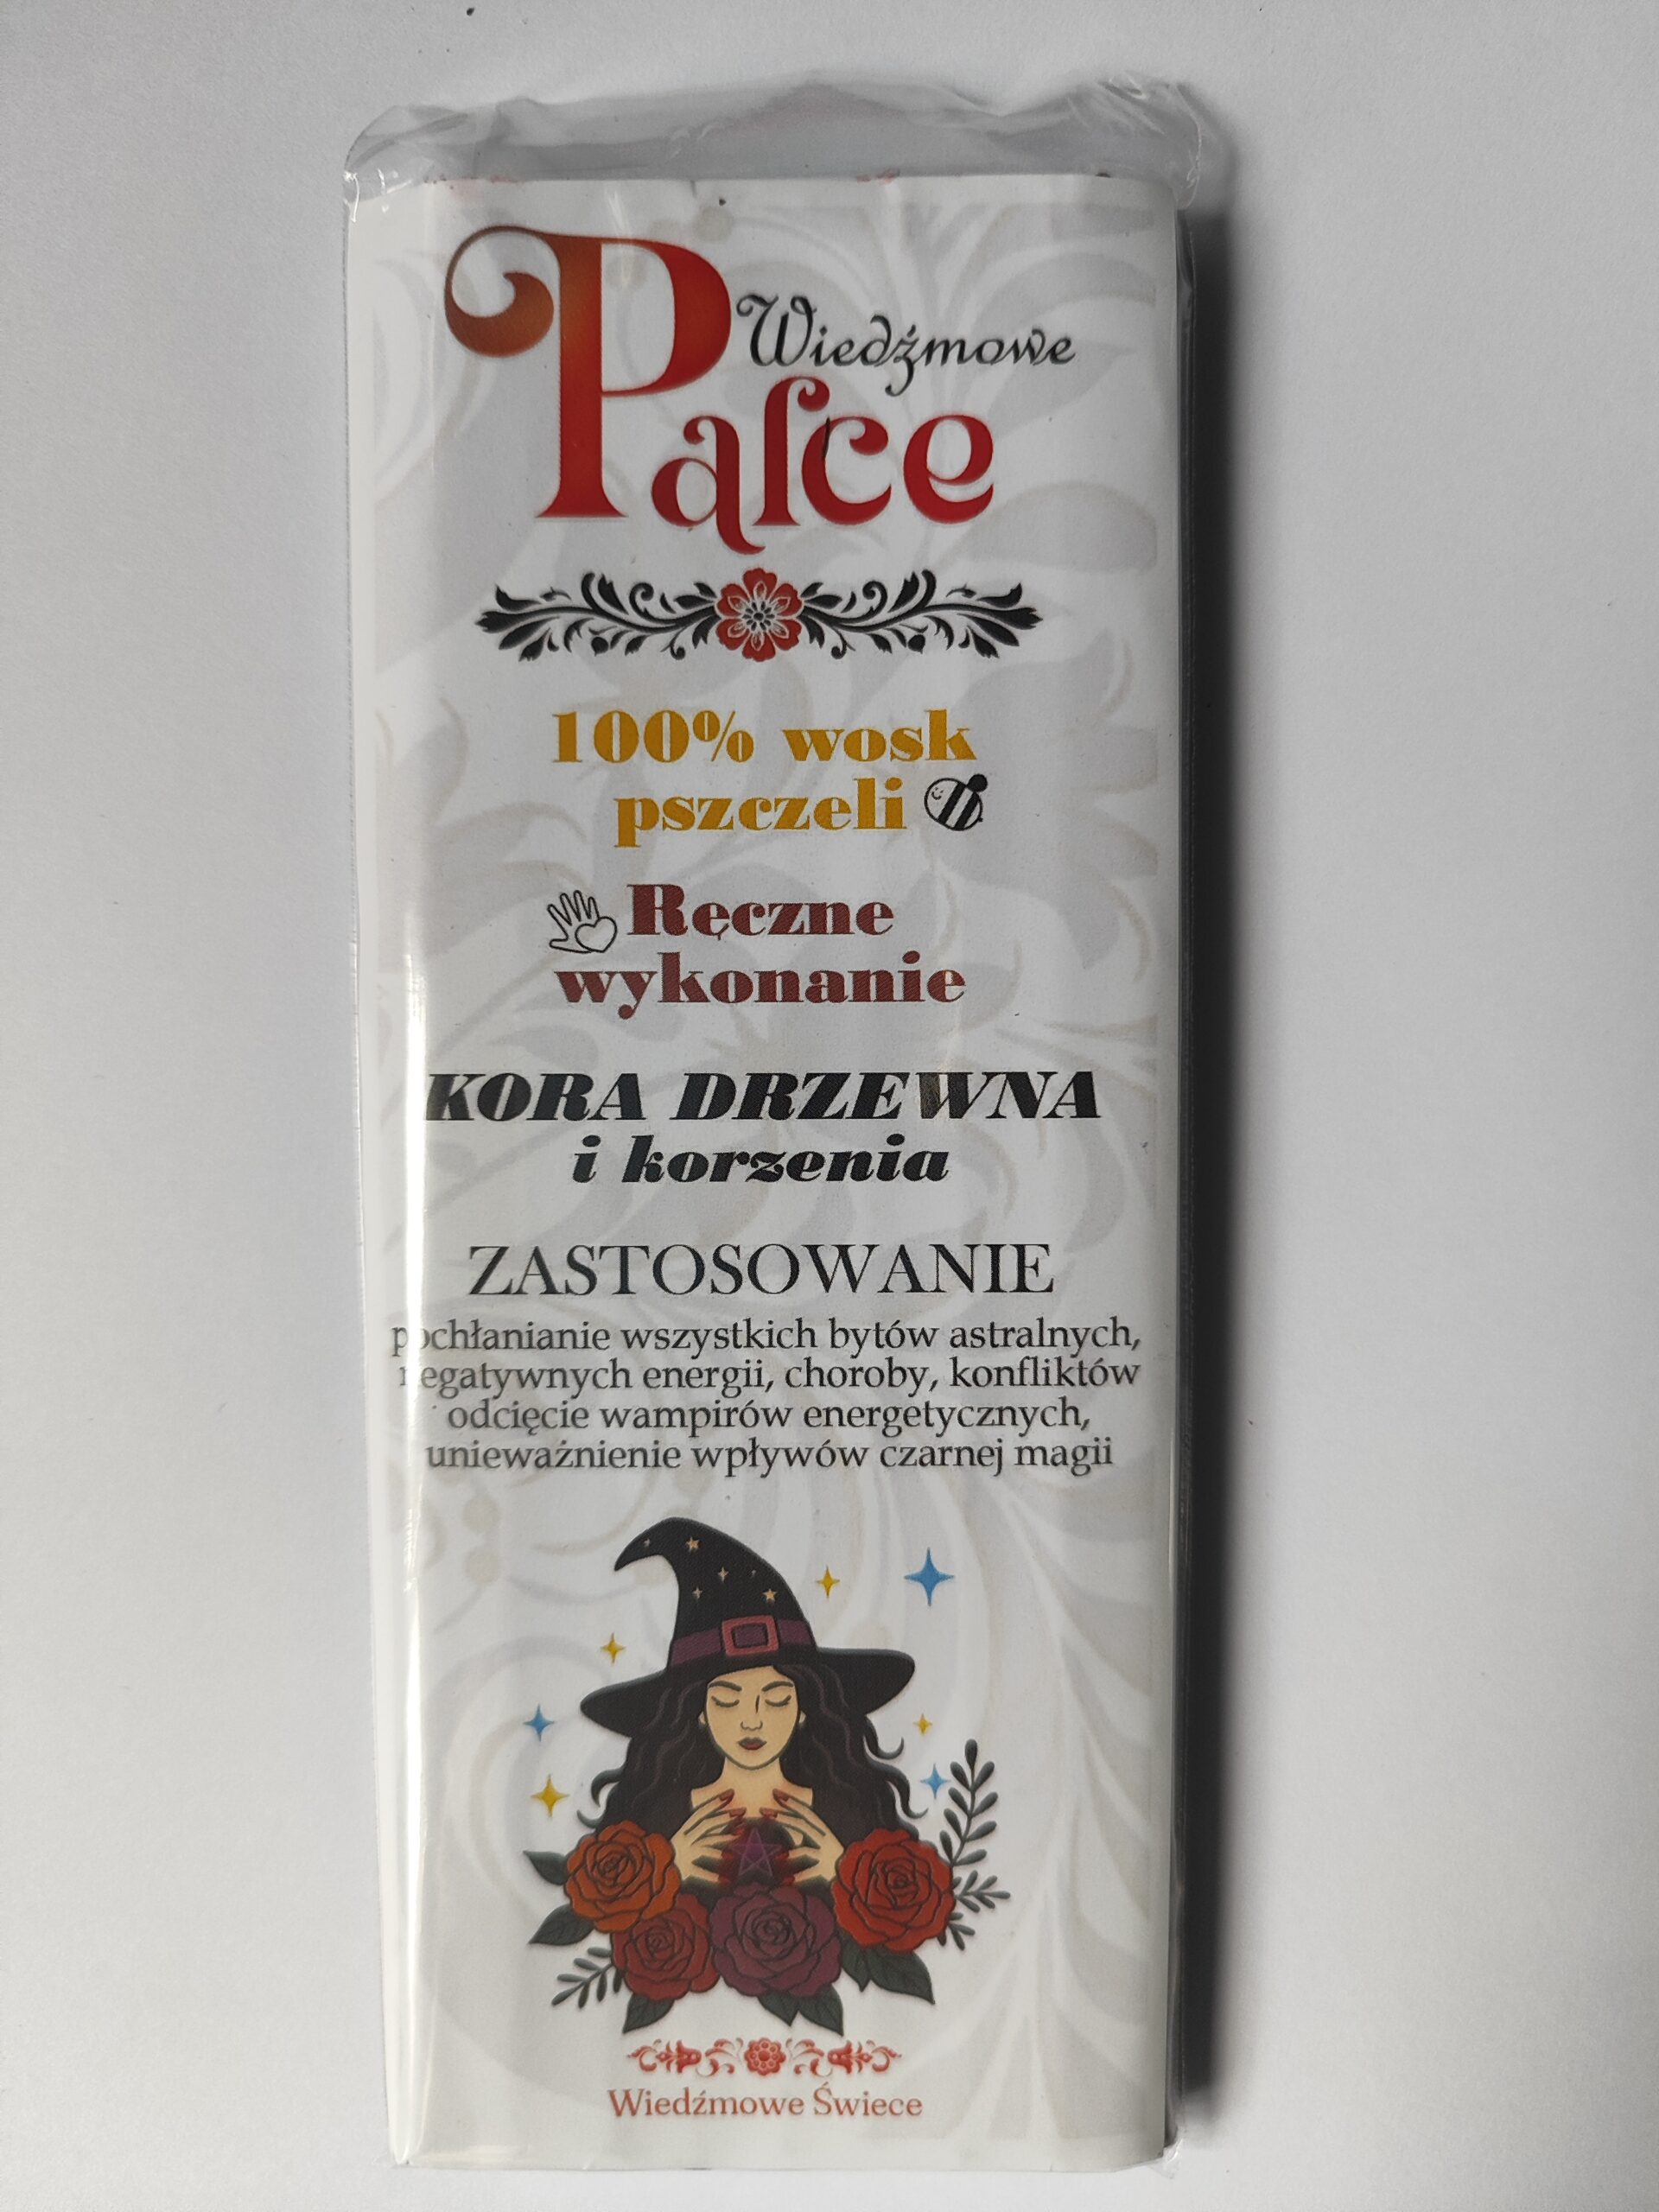 Wiedźmowe
Palce
100% wosk
pszczeli
Ręczne
wykonanie
KORA DRZEWNA
i korzenia
ZASTOSOWANIE
pochłanianie wszystkich bytów astralnych,
negatywnych energii, choroby, konfliktów
odcięcie wampirów energetycznych,
unieważnienie wpływów czarnej magii
Wiedźmowe Świece